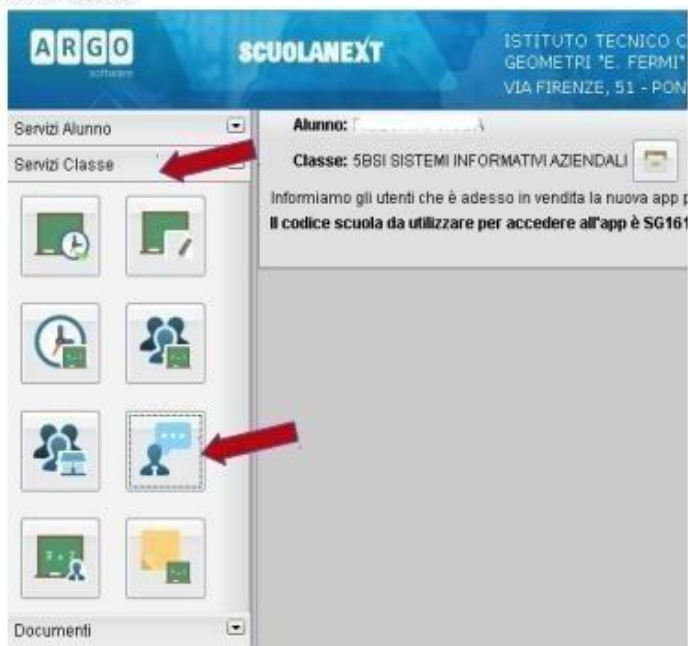 ARGO
software
SCUOLANEXT
ISTITUTO TECNICO C
GEOMETRI "E. FERMI"
VIA FIRENZE, 51 - PON
Servizi Alunno
Servizi Classe
Alunno:
Classe: 5BSI SISTEMI INFORMATIVI AZIENDALI
Informiamo gli utenti che è adesso in vendita la nuova app p
Il codice scuola da utilizzare per accedere all'app è SG161
Documenti